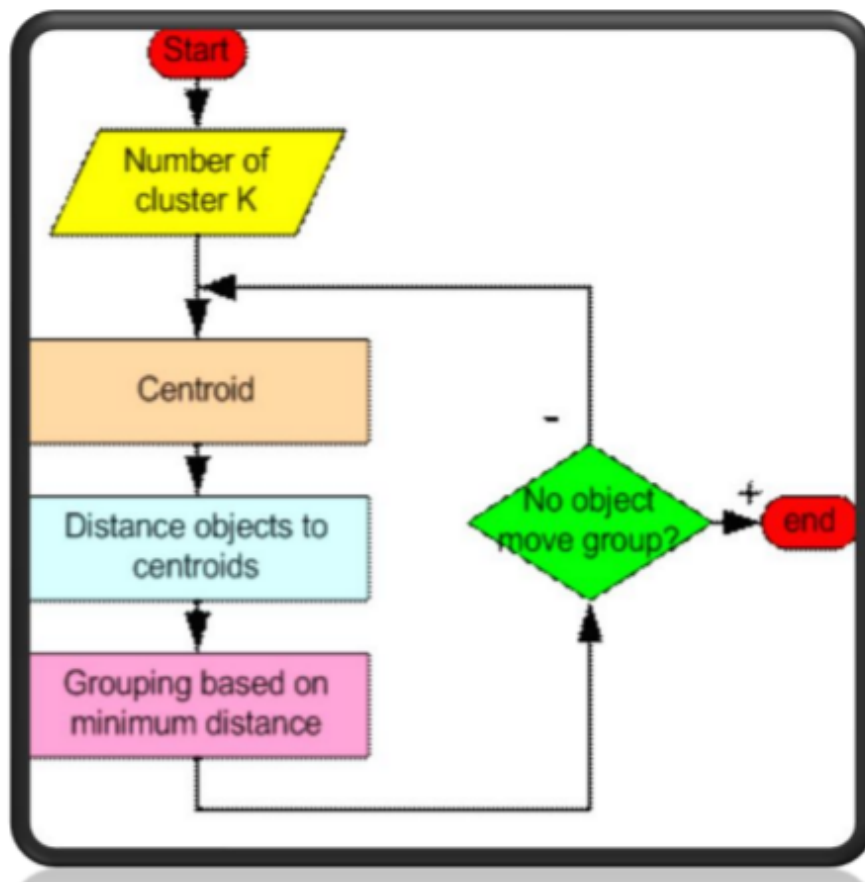 Start
Number of
cluster K
Centroid
Distance objects to
centroids
Grouping based on
minimum distance
-
No object
move group?
+
end